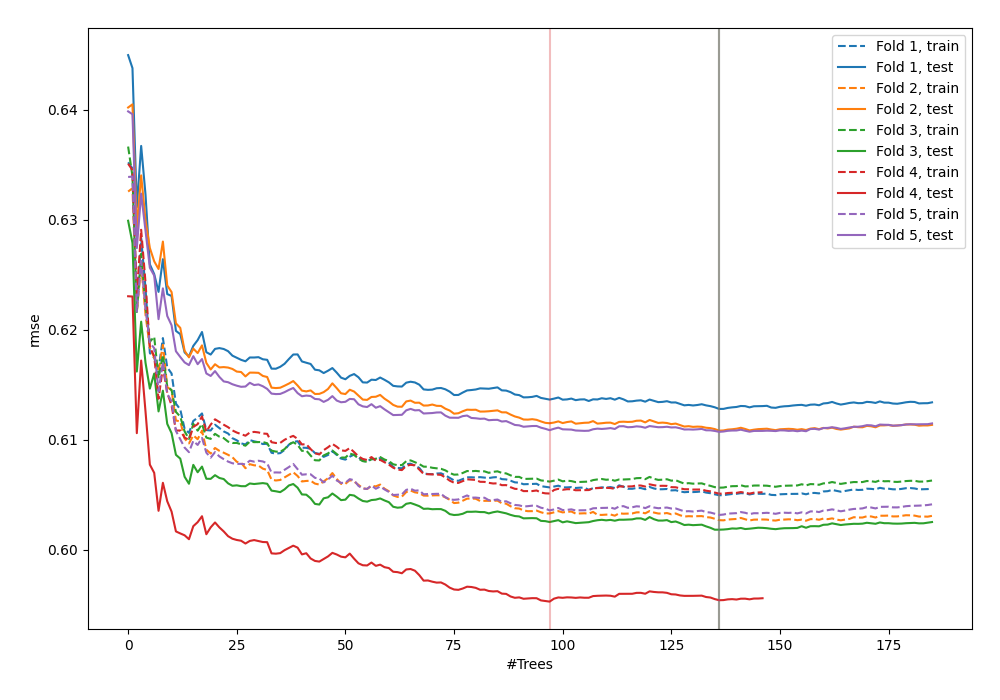 0.64
0.63
0.62
0.61
0.60
rmse
0
25
50
75
100
125
150
175
#Trees
Fold 1, train
Fold 1, test
Fold 2, train
Fold 2, test
Fold 3, train
Fold 3, test
Fold 4, train
Fold 4, test
Fold 5, train
Fold 5, test